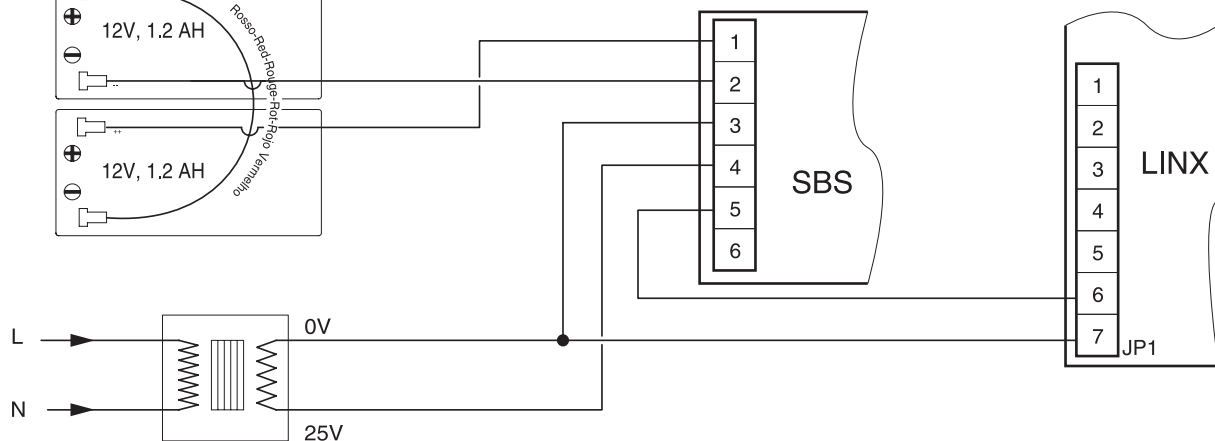 12V, 1.2 AH
--
Rosso-Red-Rouge-Rot-Rojo Vermelho
++
12V, 1.2 AH
1
2
3
4
5
6
SBS
1
2
3
4
5
6
7
LINX
JP1
L
0V
N
25V